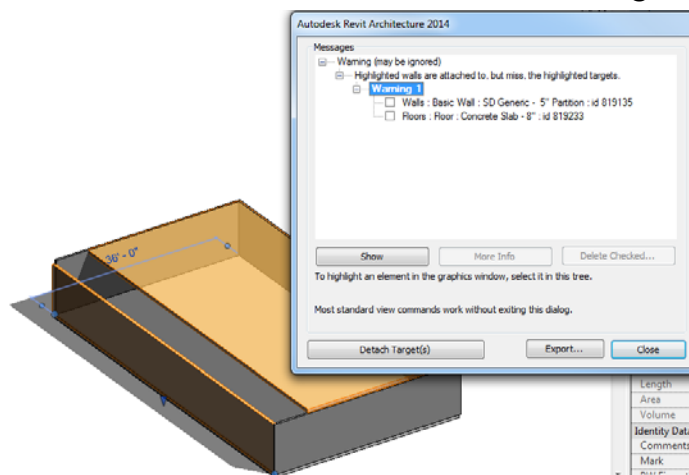 Autodesk Revit Architecture 2014
Messages
Warning (may be ignored)
Highlighted walls are attached to, but miss, the highlighted targets.
Warning 1
Walls : Basic Wall : SD Generic - 5" Partition : id 819135
Floors : Floor : Concrete Slab - 8" : id 819233
36' - 0"
Show More Info Delete Checked...
To highlight an element in the graphics window, select it in this tree.
Most standard view commands work without exiting this dialog.
Detach Target(s) Export... Close
Length
Area
Volume
Identity Data
Comments
Mark